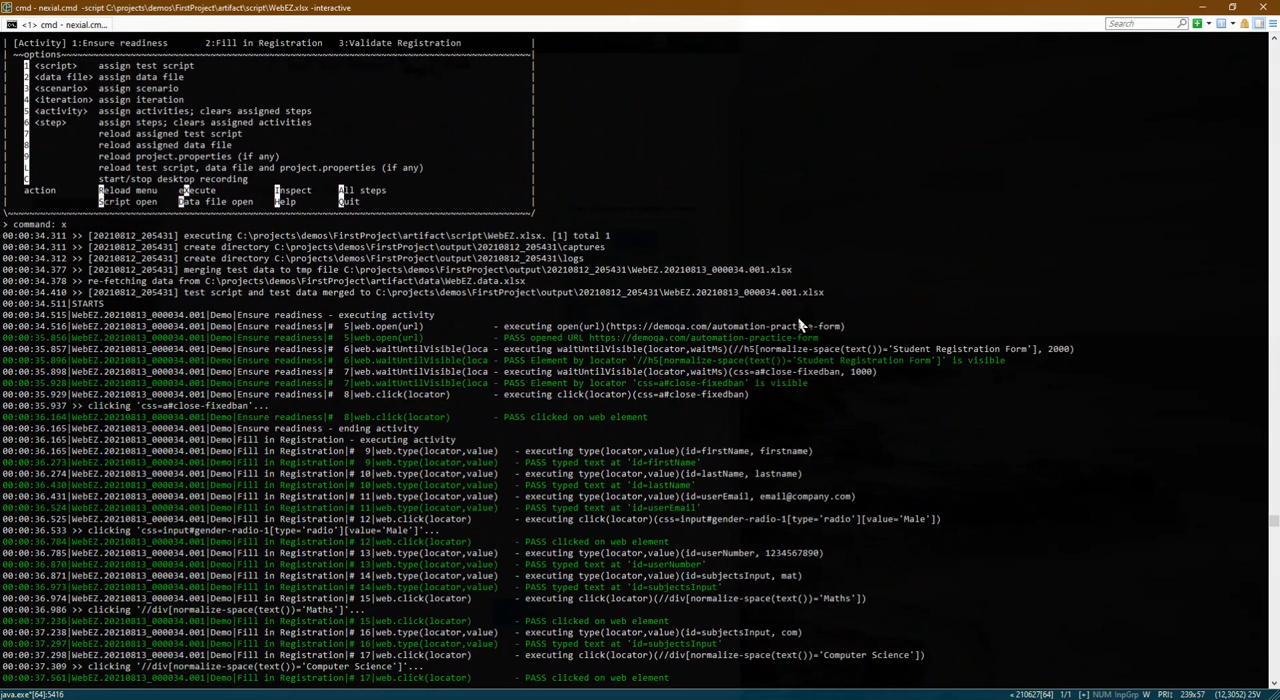 cmd - nexial.cmd -script C:\projects\demos\FirstProject\artifact\script\WebEZ.xlsx -interactive
<1> cmd - nexial.cm...
Search
| [Activity] 1:Ensure readiness 2:Fill in Registration 3:Validate Registration |
| ~~options~~
| 1 <script> assign test script |
| 2 <data file> assign data file |
| 3 <scenario> assign scenario |
| 4 <iteration> assign iteration |
| 5 <activity> assign activities; clears assigned steps |
| 6 <step> assign steps; clears assigned activities |
| 7 reload assigned test script |
| 8 reload assigned data file |
| 9 reload project.properties (if any) |
| L reload test script, data file and project.properties (if any) |
| C start/stop desktop recording |
| action Reload menu eXecute Inspect All steps |
| Script open Data file open Help Quit |
> command: x
00:00:34.311 >> [20210812_205431] executing C:\projects\demos\FirstProject\artifact\script\WebEZ.xlsx. [1] total 1
00:00:34.311 >> [20210812_205431] create directory C:\projects\demos\FirstProject\output\20210812_205431\captures
00:00:34.312 >> [20210812_205431] create directory C:\projects\demos\FirstProject\output\20210812_205431\logs
00:00:34.377 >> [20210812_205431] merging test data to tmp file C:\projects\demos\FirstProject\output\20210812_205431\WebEZ.20210813_000034.001.xlsx
00:00:34.378 >> re-fetching data from C:\projects\demos\FirstProject\artifact\data\WebEZ.data.xlsx
00:00:34.410 >> [20210812_205431] test script and test data merged to C:\projects\demos\FirstProject\output\20210812_205431\WebEZ.20210813_000034.001.xlsx
00:00:34.511|STARTS
00:00:34.515|WebEZ.20210813_000034.001|Demo|Ensure readiness - executing activity
00:00:34.516|WebEZ.20210813_000034.001|Demo|Ensure readiness|# 5|web.open(url) - executing open(url)(https://demoqa.com/automation-practice-form)
00:00:35.856|WebEZ.20210813_000034.001|Demo|Ensure readiness|# 5|web.open(url) - PASS opened URL https://demoqa.com/automation-practice-form
00:00:35.857|WebEZ.20210813_000034.001|Demo|Ensure readiness|# 6|web.waitUntilVisible(loca - executing waitUntilVisible(locator,waitMs)(//h5[normalize-space(text())='Student Registration Form'], 2000)
00:00:35.896|WebEZ.20210813_000034.001|Demo|Ensure readiness|# 6|web.waitUntilVisible(loca - PASS Element by locator '//h5[normalize-space(text())='Student Registration Form']' is visible
00:00:35.898|WebEZ.20210813_000034.001|Demo|Ensure readiness|# 7|web.waitUntilVisible(loca - executing waitUntilVisible(locator,waitMs)(css=a#close-fixedban, 1000)
00:00:35.928|WebEZ.20210813_000034.001|Demo|Ensure readiness|# 7|web.waitUntilVisible(loca - PASS Element by locator 'css=a#close-fixedban' is visible
00:00:35.929|WebEZ.20210813_000034.001|Demo|Ensure readiness|# 8|web.click(locator) - executing click(locator)(css=a#close-fixedban)
00:00:35.937 >> clicking 'css=a#close-fixedban'...
00:00:36.164|WebEZ.20210813_000034.001|Demo|Ensure readiness|# 8|web.click(locator) - PASS clicked on web element
00:00:36.165|WebEZ.20210813_000034.001|Demo|Ensure readiness - ending activity
00:00:36.165|WebEZ.20210813_000034.001|Demo|Fill in Registration - executing activity
00:00:36.165|WebEZ.20210813_000034.001|Demo|Fill in Registration|# 9|web.type(locator,value) - executing type(locator,value)(id=firstName, firstname)
00:00:36.273|WebEZ.20210813_000034.001|Demo|Fill in Registration|# 9|web.type(locator,value) - PASS typed text at 'id=firstName'
00:00:36.274|WebEZ.20210813_000034.001|Demo|Fill in Registration|# 10|web.type(locator,value) - executing type(locator,value)(id=lastName, lastname)
00:00:36.430|WebEZ.20210813_000034.001|Demo|Fill in Registration|# 10|web.type(locator,value) - PASS typed text at 'id=lastName'
00:00:36.431|WebEZ.20210813_000034.001|Demo|Fill in Registration|# 11|web.type(locator,value) - executing type(locator,value)(id=userEmail, email@company.com)
00:00:36.524|WebEZ.20210813_000034.001|Demo|Fill in Registration|# 11|web.type(locator,value) - PASS typed text at 'id=userEmail'
00:00:36.525|WebEZ.20210813_000034.001|Demo|Fill in Registration|# 12|web.click(locator) - executing click(locator)(css=input#gender-radio-1[type='radio'][value='Male'])
00:00:36.533 >> clicking 'css=input#gender-radio-1[type='radio'][value='Male']'...
00:00:36.784|WebEZ.20210813_000034.001|Demo|Fill in Registration|# 12|web.click(locator) - PASS clicked on web element
00:00:36.785|WebEZ.20210813_000034.001|Demo|Fill in Registration|# 13|web.type(locator,value) - executing type(locator,value)(id=userNumber, 1234567890)
00:00:36.870|WebEZ.20210813_000034.001|Demo|Fill in Registration|# 13|web.type(locator,value) - PASS typed text at 'id=userNumber'
00:00:36.871|WebEZ.20210813_000034.001|Demo|Fill in Registration|# 14|web.type(locator,value) - executing type(locator,value)(id=subjectsInput, mat)
00:00:36.973|WebEZ.20210813_000034.001|Demo|Fill in Registration|# 14|web.type(locator,value) - PASS typed text at 'id=subjectsInput'
00:00:36.974|WebEZ.20210813_000034.001|Demo|Fill in Registration|# 15|web.click(locator) - executing click(locator)(//div[normalize-space(text())='Maths'])
00:00:36.986 >> clicking '//div[normalize-space(text())='Maths']'...
00:00:37.236|WebEZ.20210813_000034.001|Demo|Fill in Registration|# 15|web.click(locator) - PASS clicked on web element
00:00:37.238|WebEZ.20210813_000034.001|Demo|Fill in Registration|# 16|web.type(locator,value) - executing type(locator,value)(id=subjectsInput, com)
00:00:37.297|WebEZ.20210813_000034.001|Demo|Fill in Registration|# 16|web.type(locator,value) - PASS typed text at 'id=subjectsInput'
00:00:37.298|WebEZ.20210813_000034.001|Demo|Fill in Registration|# 17|web.click(locator) - executing click(locator)(//div[normalize-space(text())='Computer Science'])
00:00:37.309 >> clicking '//div[normalize-space(text())='Computer Science']'...
00:00:37.561|WebEZ.20210813_000034.001|Demo|Fill in Registration|# 17|web.click(locator) - PASS clicked on web element
java.exe*[64]:5416 « 210627[64] 1/1 [+] NUM InpGrp PRI: 239x57 (12,3052) 25V